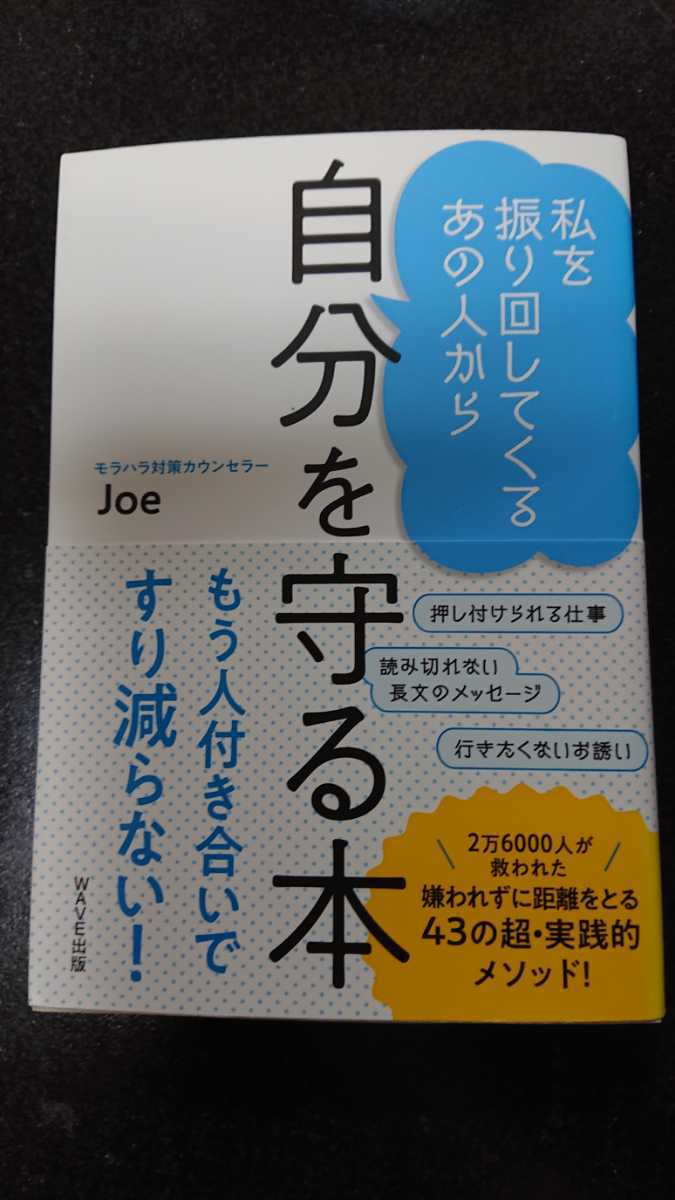 私を
振り回してくる
あの人から
自分を守る本
モラハラ対策カウンセラー
Joe
押し付けられる仕事
読み切れない
長文のメッセージ
行きたくないお誘い
もう人付き合いで
すり減らない!
2万6000人が
救われた
嫌われずに距離をとる
43の超・実践的
メソッド!
WAVE出版